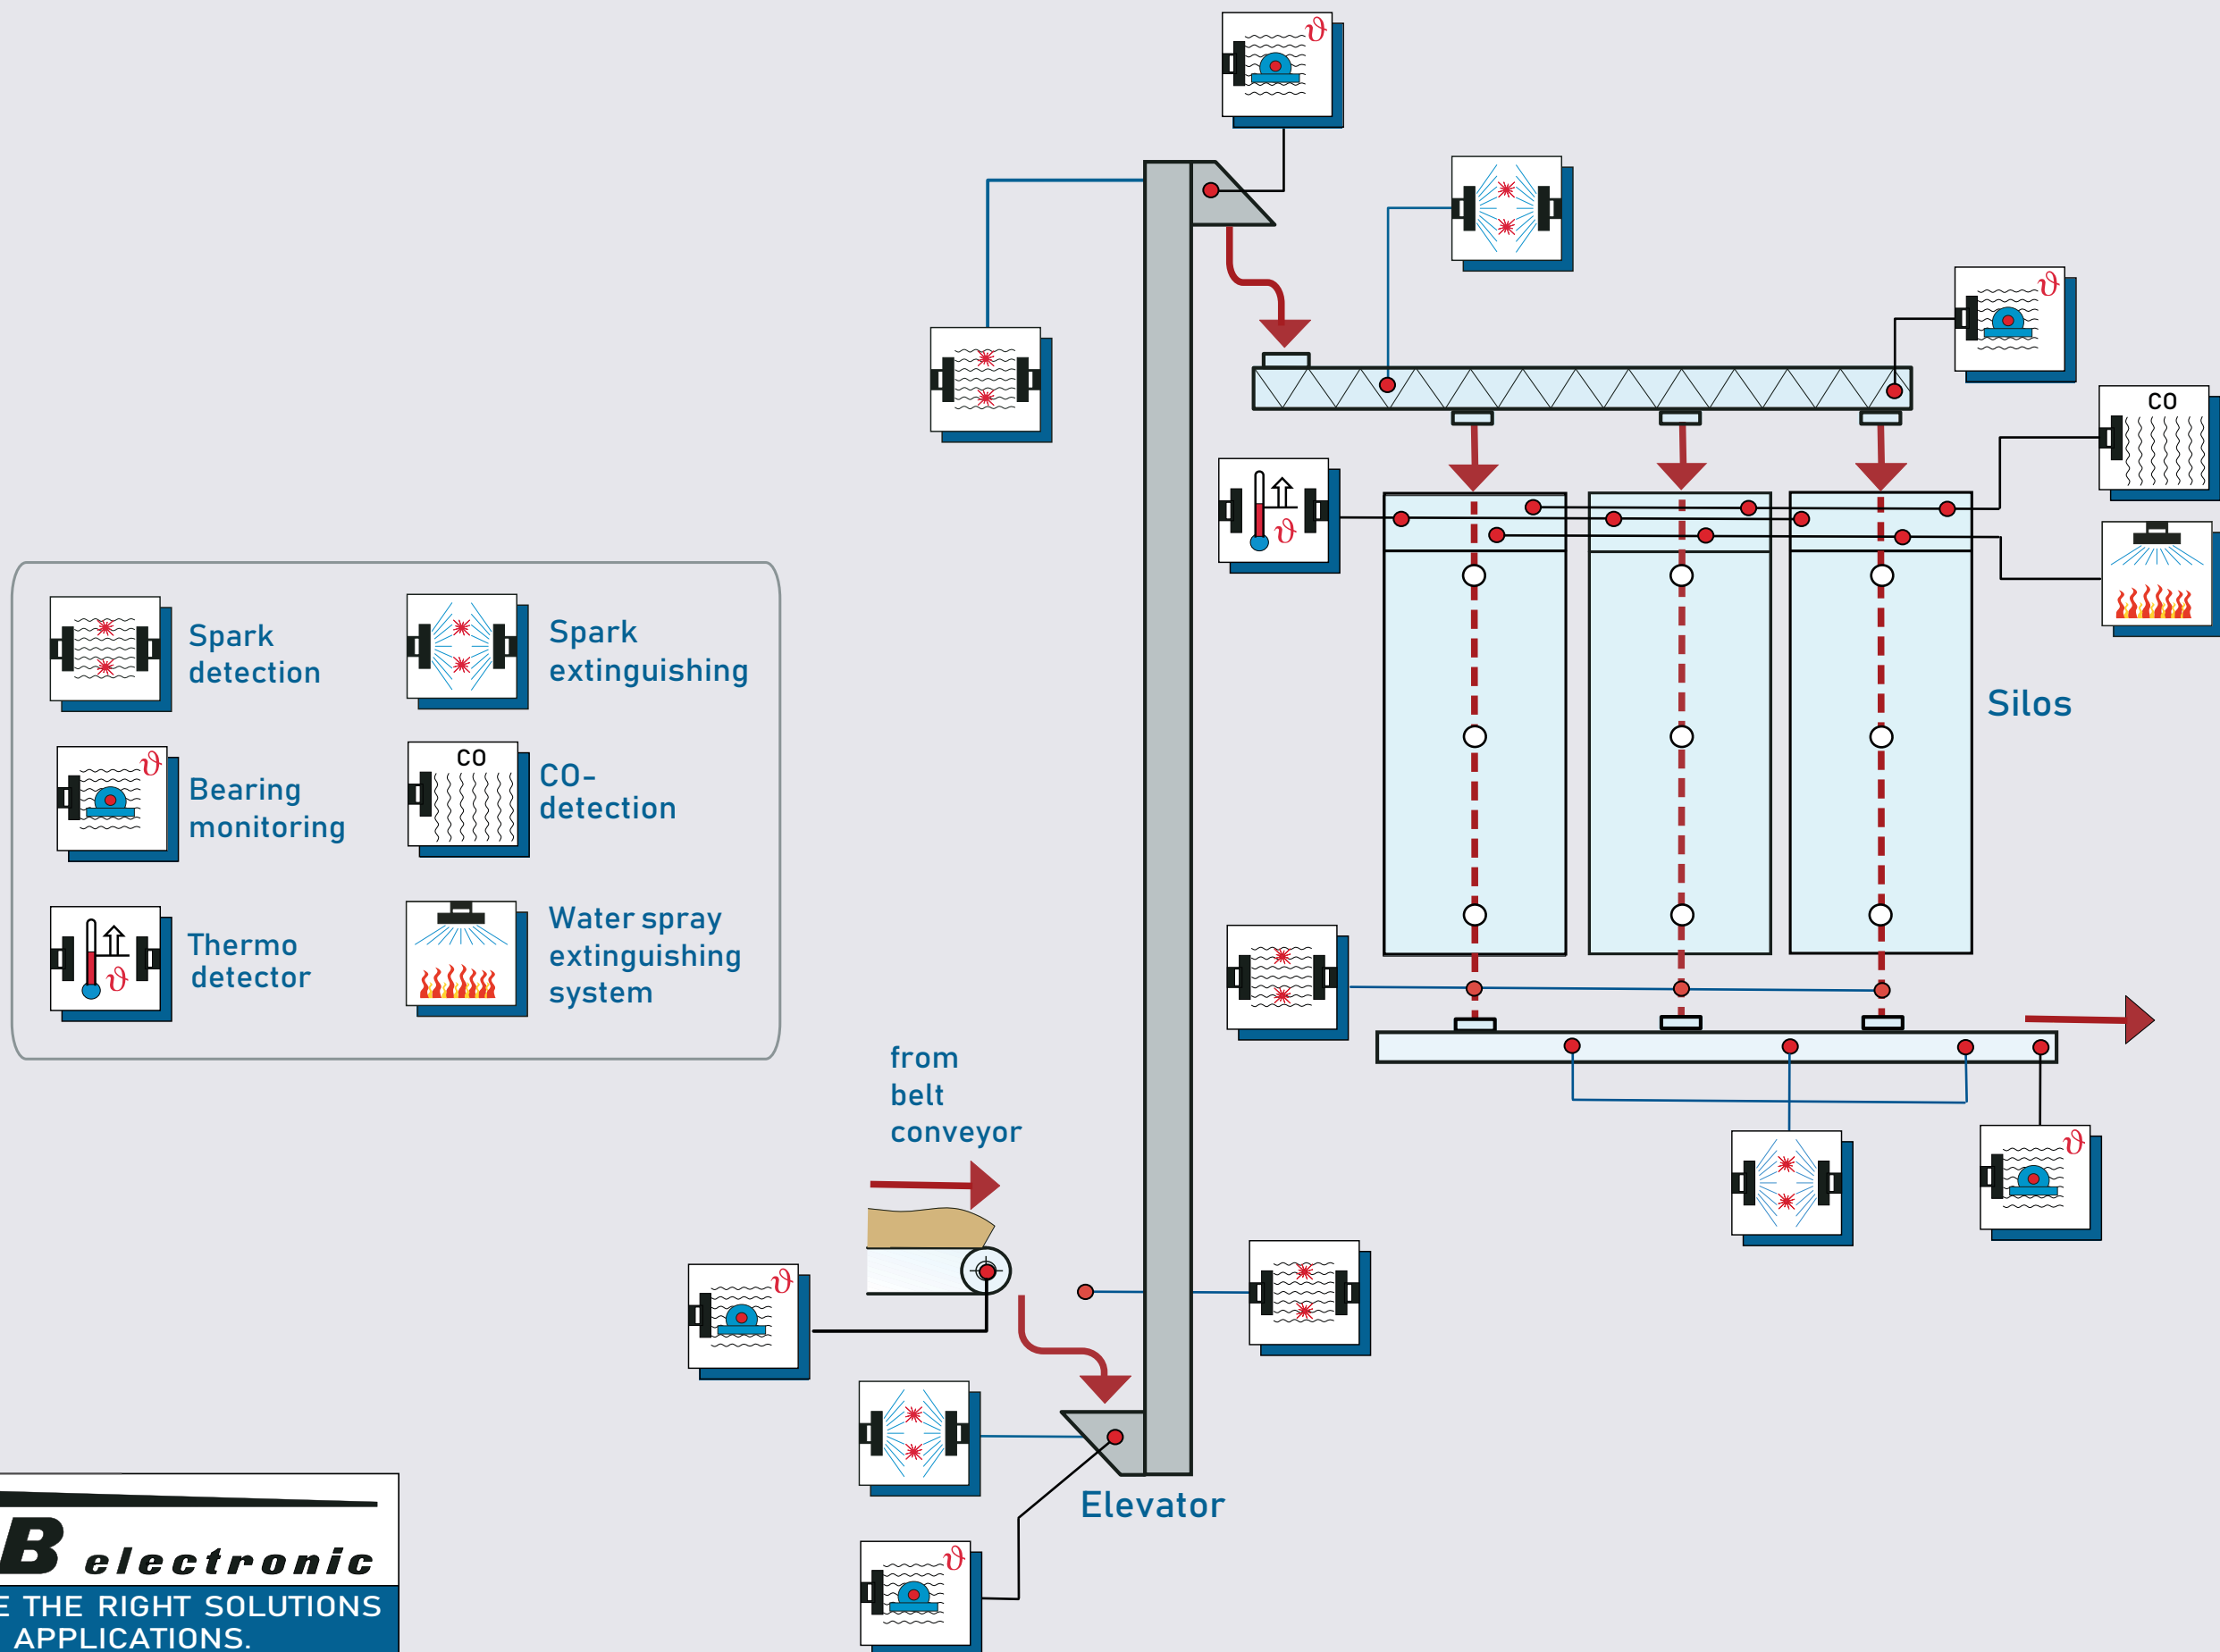 ϑ
ϑ
CO
ϑ
Silos
Spark
detection
Spark
extinguishing
ϑ
Bearing
monitoring
CO
CO-
detection
ϑ
Thermo
detector
Water spray
extinguishing
system
from
belt
conveyor
ϑ
ϑ
Elevator
ϑ
B electronic
E THE RIGHT SOLUTIONS
APPLICATIONS.